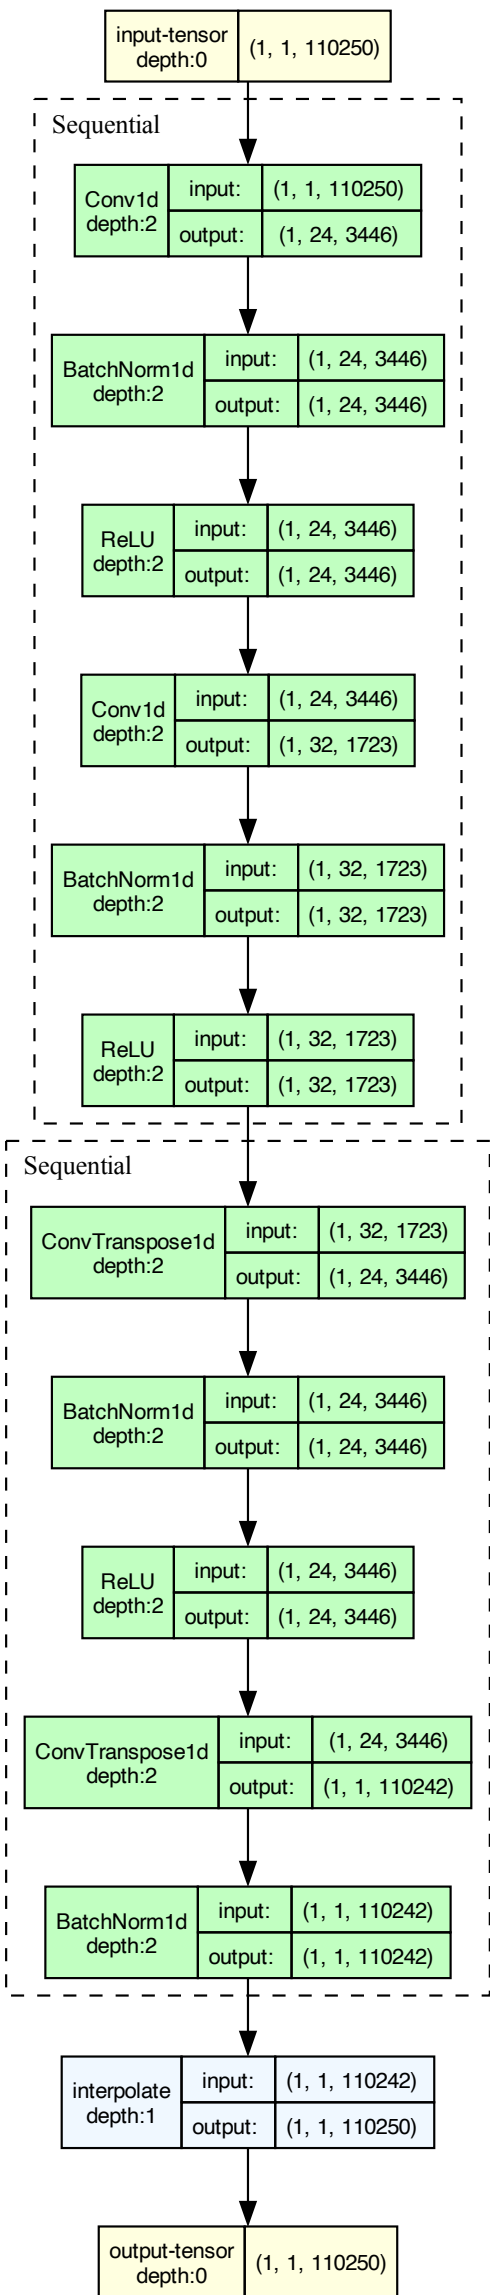 input-tensor
depth:0
(1, 1, 110250)
Sequential
Conv1d
depth:2
input:
(1, 1, 110250)
output:
(1, 24, 3446)
BatchNorm1d
depth:2
input:
(1, 24, 3446)
output:
(1, 24, 3446)
ReLU
depth:2
input:
(1, 24, 3446)
output:
(1, 24, 3446)
Conv1d
depth:2
input:
(1, 24, 3446)
output:
(1, 32, 1723)
BatchNorm1d
depth:2
input:
(1, 32, 1723)
output:
(1, 32, 1723)
ReLU
depth:2
input:
(1, 32, 1723)
output:
(1, 32, 1723)
Sequential
ConvTranspose1d
depth:2
input:
(1, 32, 1723)
output:
(1, 24, 3446)
BatchNorm1d
depth:2
input:
(1, 24, 3446)
output:
(1, 24, 3446)
ReLU
depth:2
input:
(1, 24, 3446)
output:
(1, 24, 3446)
ConvTranspose1d
depth:2
input:
(1, 24, 3446)
output:
(1, 1, 110242)
BatchNorm1d
depth:2
input:
(1, 1, 110242)
output:
(1, 1, 110242)
interpolate
depth:1
input:
(1, 1, 110242)
output:
(1, 1, 110250)
output-tensor
depth:0
(1, 1, 110250)